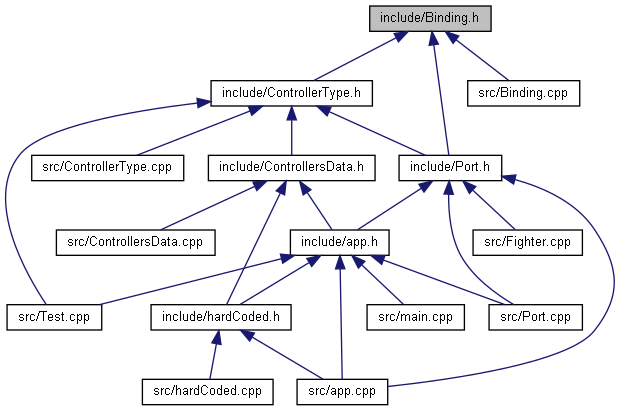 include/Binding.h
include/ControllerType.h
src/Binding.cpp
src/ControllerType.cpp
include/ControllersData.h
include/Port.h
src/ControllersData.cpp
include/app.h
src/Fighter.cpp
src/Test.cpp
include/hardCoded.h
src/main.cpp
src/Port.cpp
src/hardCoded.cpp
src/app.cpp